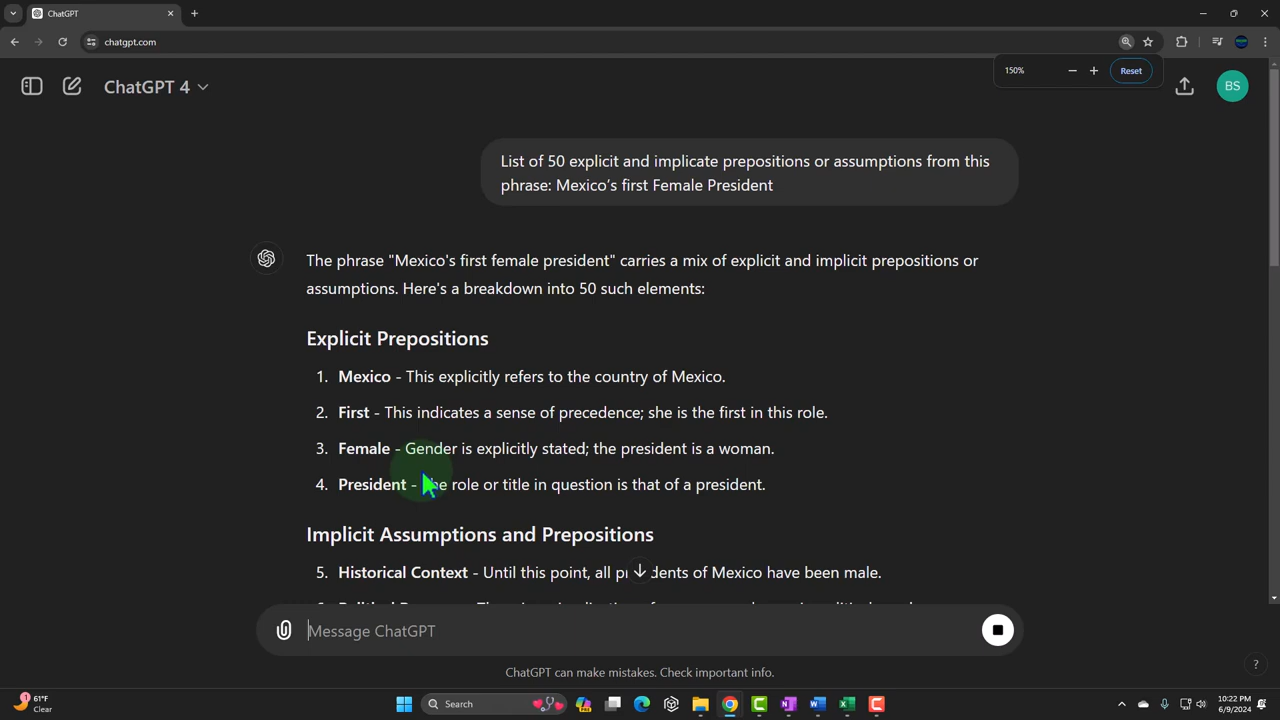 ChatGPT
chatgpt.com
150%
Reset
ChatGPT 4
BS
List of 50 explicit and implicate prepositions or assumptions from this
phrase: Mexico’s first Female President
The phrase "Mexico's first female president" carries a mix of explicit and implicit prepositions or
assumptions. Here's a breakdown into 50 such elements:
Explicit Prepositions
1. Mexico - This explicitly refers to the country of Mexico.
2. First - This indicates a sense of precedence; she is the first in this role.
3. Female - Gender is explicitly stated; the president is a woman.
4. President - The role or title in question is that of a president.
Implicit Assumptions and Prepositions
5. Historical Context - Until this point, all presidents of Mexico have been male.
Message ChatGPT
ChatGPT can make mistakes. Check important info.
?
1
61°F
Clear
Search
10:22 PM
6/9/2024